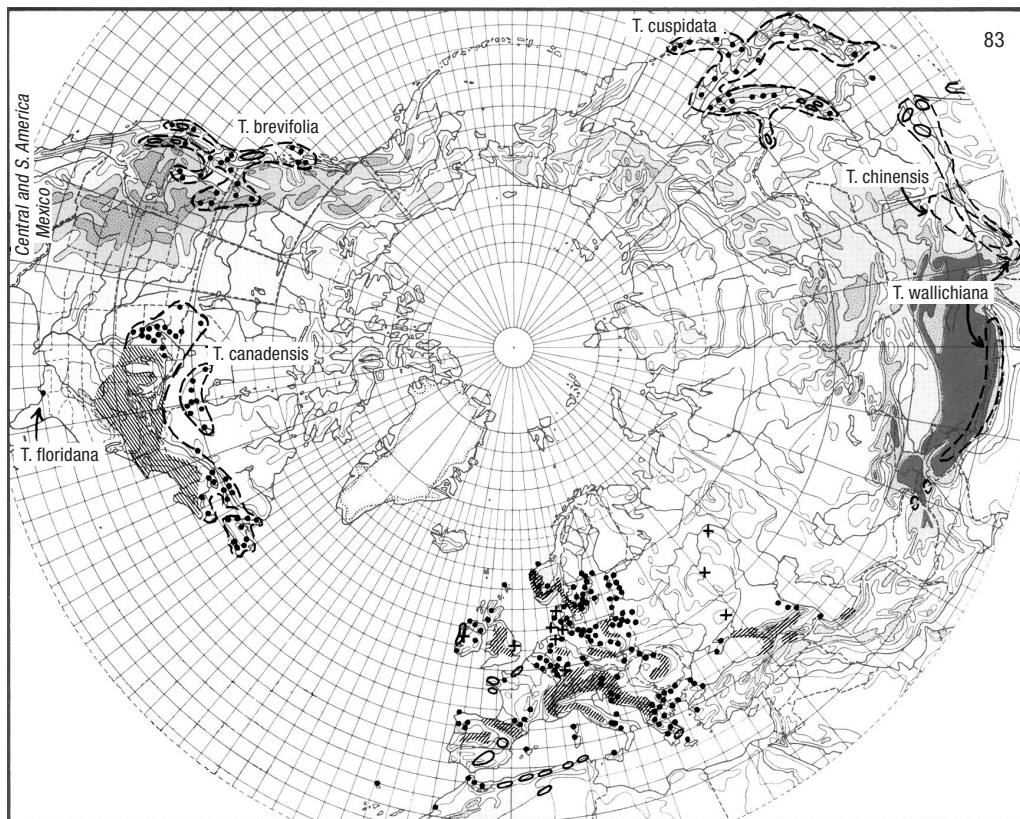 T. cuspidata
83
T. brevifolia
Central and S. America
Mexico
T. chinensis
T. wallichiana
T. canadensis
T. floridana